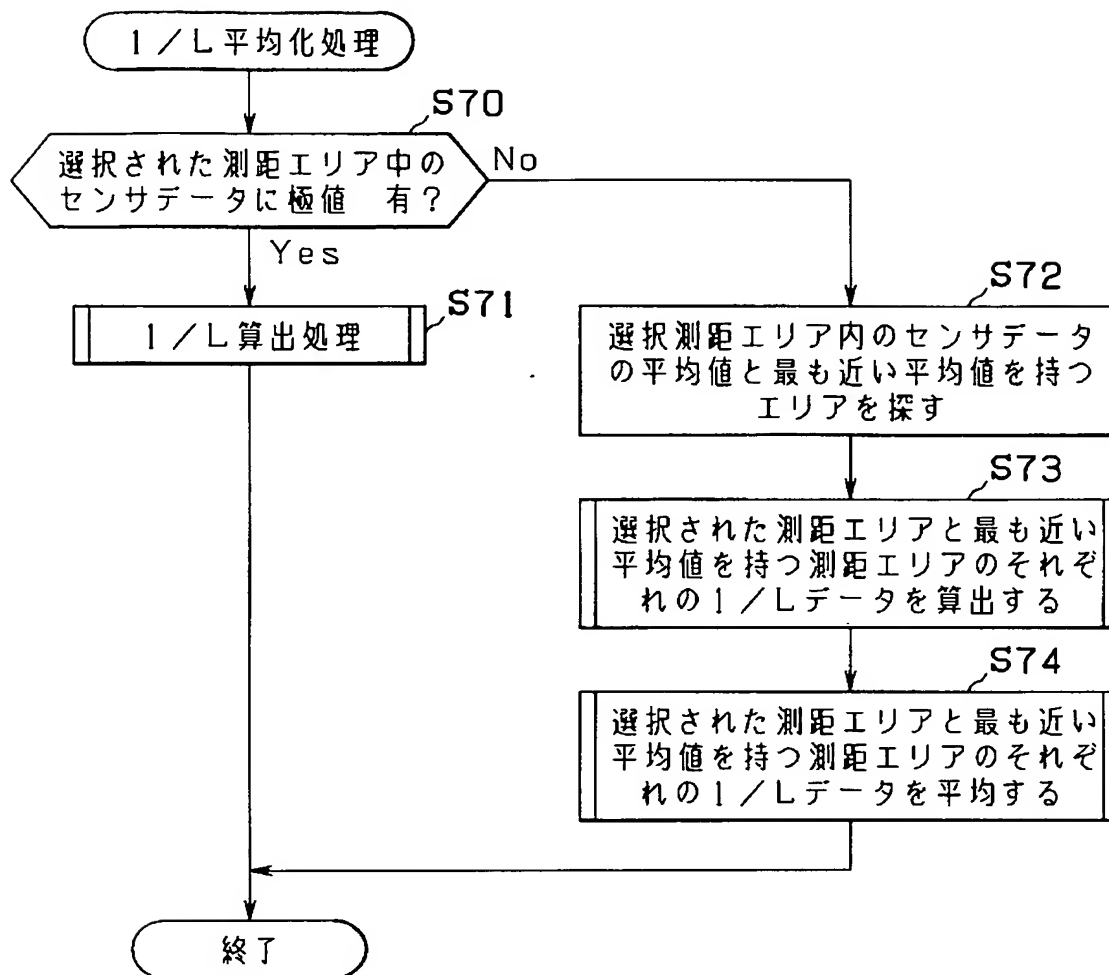 1／L平均化処理
S70
選択された測距エリア中の
センサデータに極値 有？
No
Yes
S71
1／L算出処理
S72
選択測距エリア内のセンサデータ
の平均値と最も近い平均値を持つ
エリアを探す
S73
選択された測距エリアと最も近い
平均値を持つ測距エリアのそれぞ
れの1／Lデータを算出する
S74
選択された測距エリアと最も近い
平均値を持つ測距エリアのそれぞ
れの1／Lデータを平均する
終了